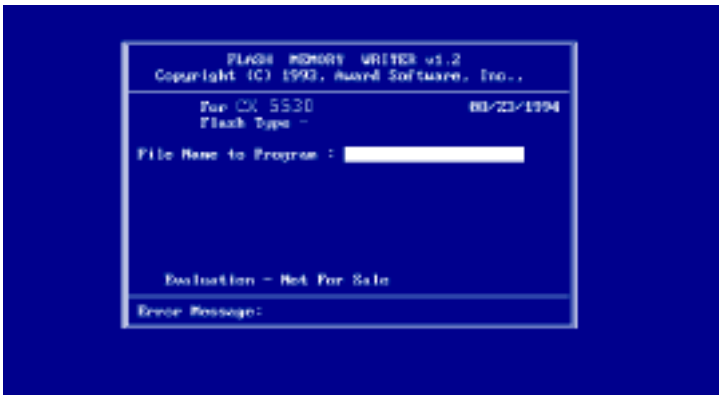 FLASH MEMORY WRITER v1.2
Copyright (C) 1993, Award Software, Inc.,
For CX 5530 08/23/1994
Flash Type -
File Name to Program :
Evaluation - Not For Sale
Error Message: